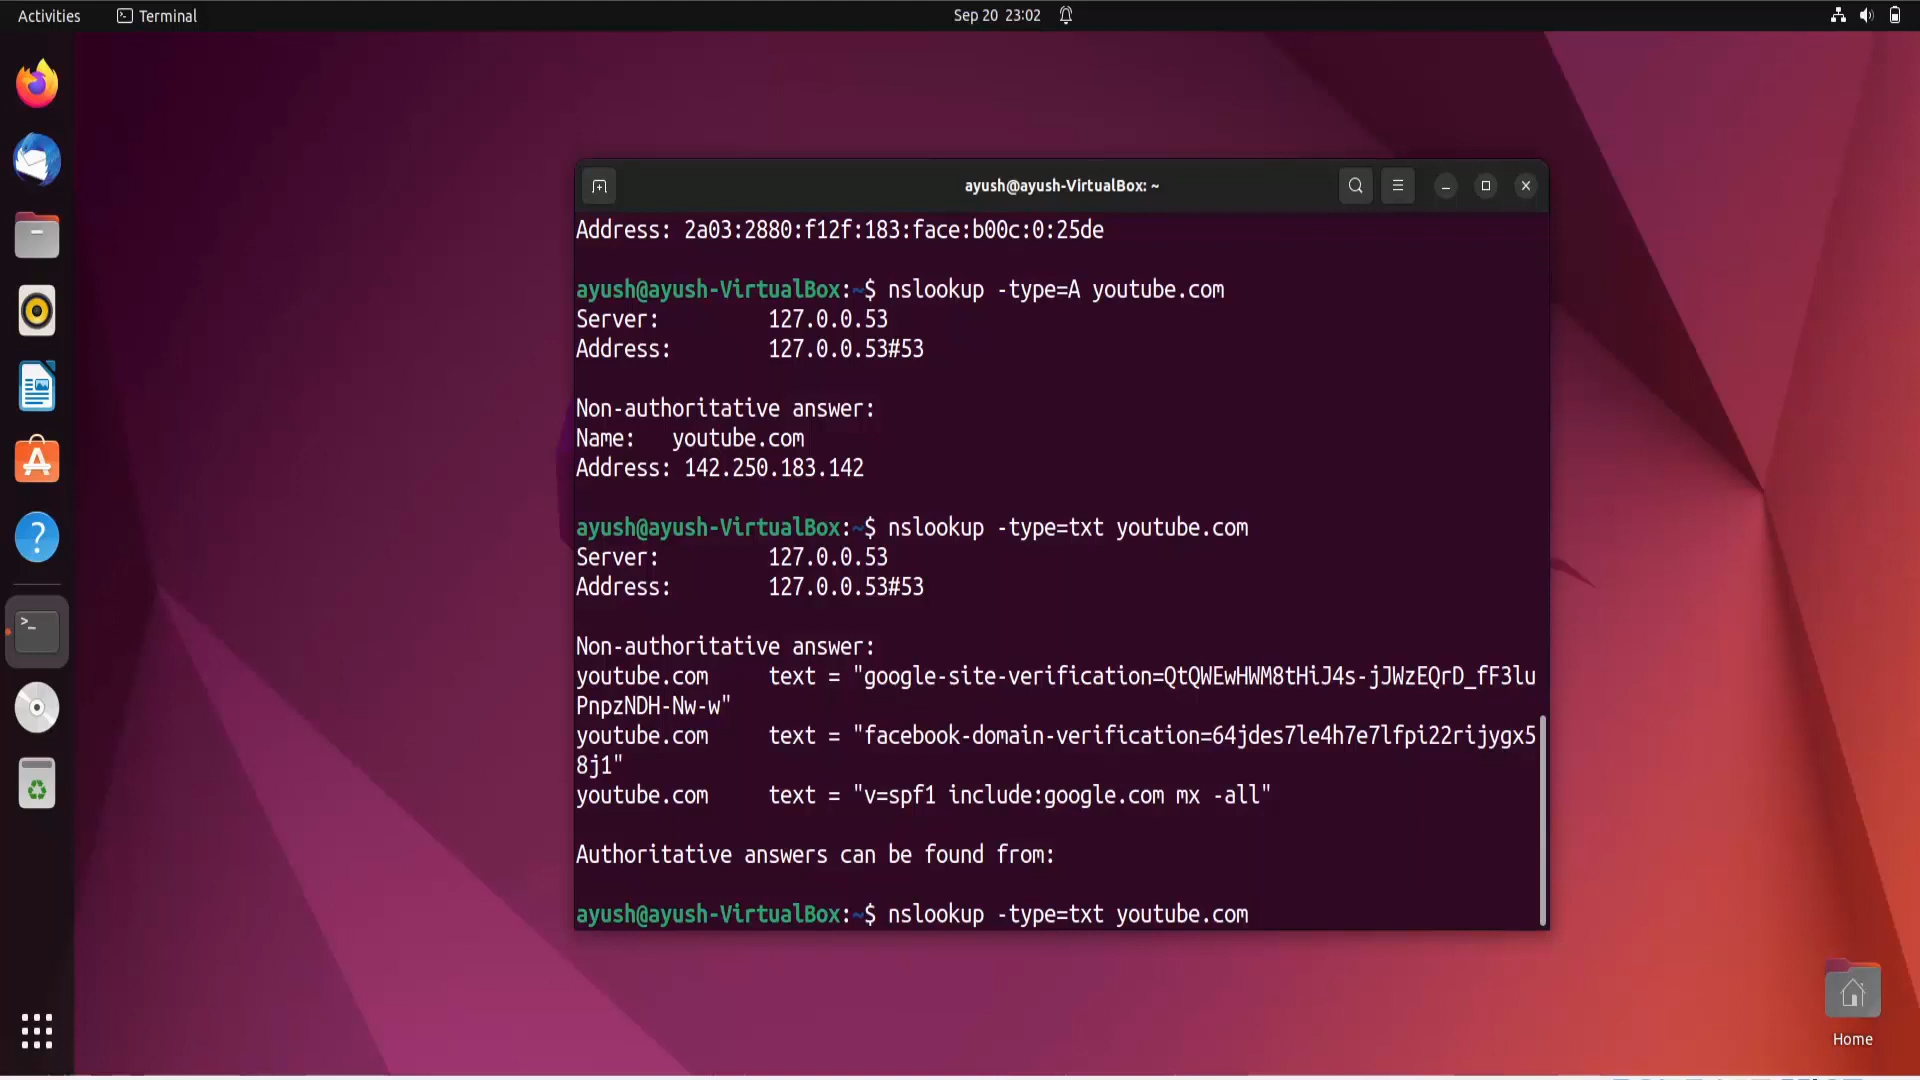 Activities
Terminal
Sep 20 23:02
ayush@ayush-VirtualBox: ~
Address: 2a03:2880:f12f:183:face:b00c:0:25de
ayush@ayush-VirtualBox:~$ nslookup -type=A youtube.com
Server:         127.0.0.53
Address:        127.0.0.53#53
Non-authoritative answer:
Name:   youtube.com
Address: 142.250.183.142
ayush@ayush-VirtualBox:~$ nslookup -type=txt youtube.com
Server:         127.0.0.53
Address:        127.0.0.53#53
Non-authoritative answer:
youtube.com     text = "google-site-verification=QtQWEwHWM8tHiJ4s-jJWzEQrD_fF3lu
PnpzNDH-Nw-w"
youtube.com     text = "facebook-domain-verification=64jdes7le4h7e7lfpi22rijygx5
8j1"
youtube.com     text = "v=spf1 include:google.com mx -all"
Authoritative answers can be found from:
ayush@ayush-VirtualBox:~$ nslookup -type=txt youtube.com
Home